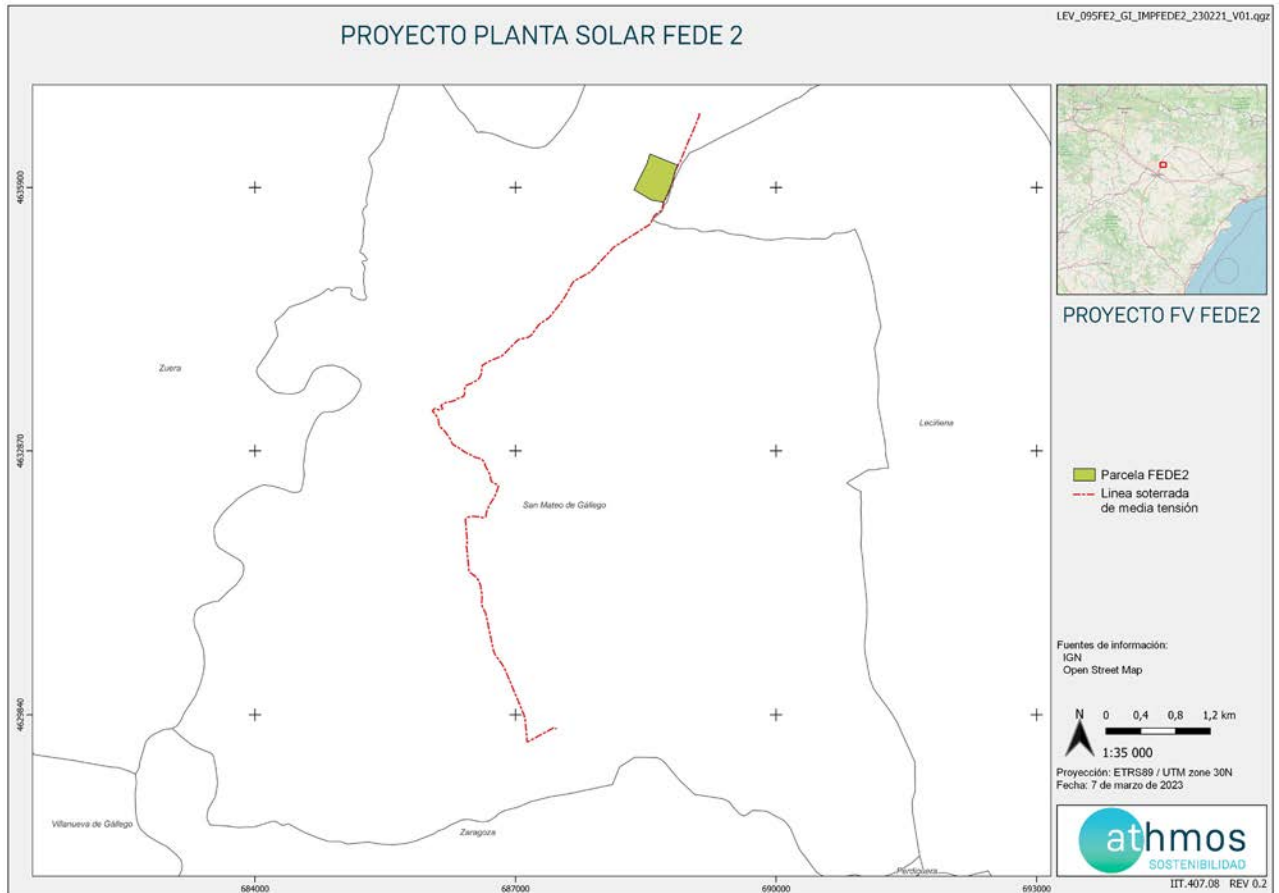 LEV_095FE2_GI_IMPFEDE2_230221_V01.qgz
PROYECTO PLANTA SOLAR FEDE 2
4635900
4632870
4629840
Zuera
Leciñena
San Mateo de Gállego
Villanueva de Gállego
Zaragoza
Perdiguera
684000
687000
690000
693000
PROYECTO FV FEDE2
Parcela FEDE2
Linea soterrada
de media tensión
Fuentes de información:
IGN
Open Street Map
N
0 0,4 0,8 1,2 km
1:35 000
Proyección: ETRS89 / UTM zone 30N
Fecha: 7 de marzo de 2023
athmos
SOSTENIBILIDAD
IIT.407.08 REV 0.2